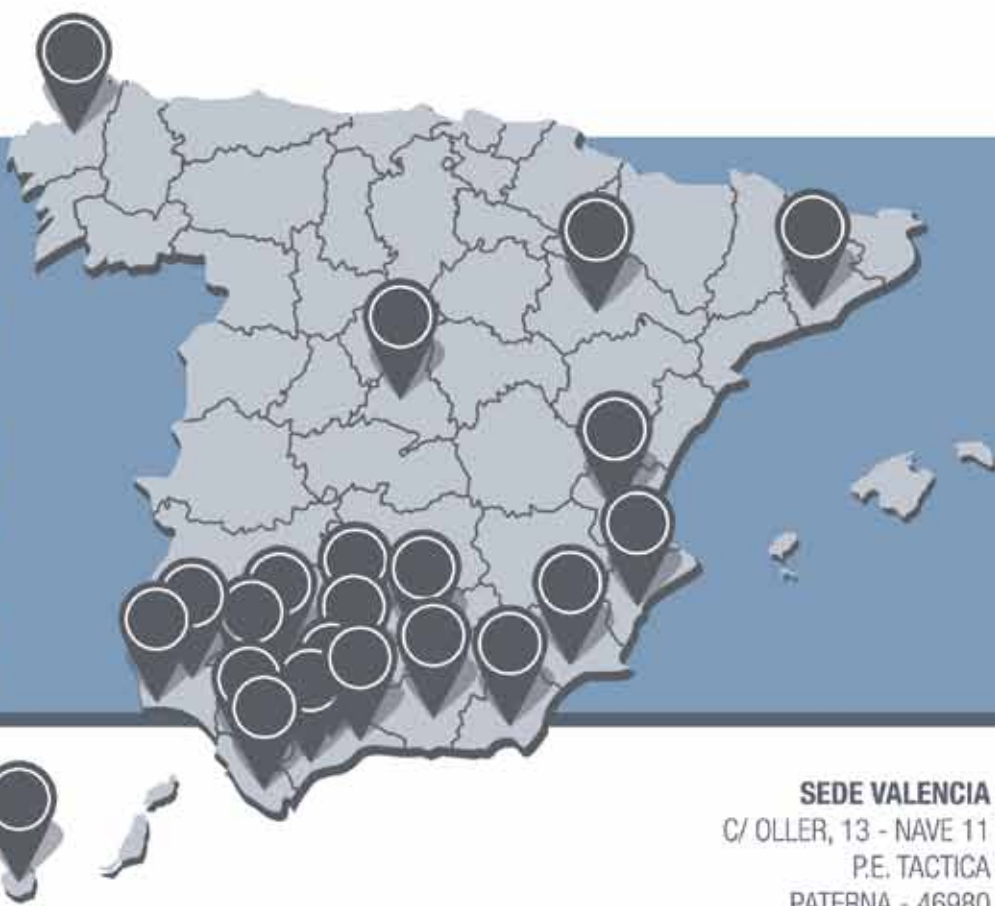 SEDE VALENCIA
C/ OLLER, 13 - NAVE 11
P.E. TACTICA
PATERNA - 46980